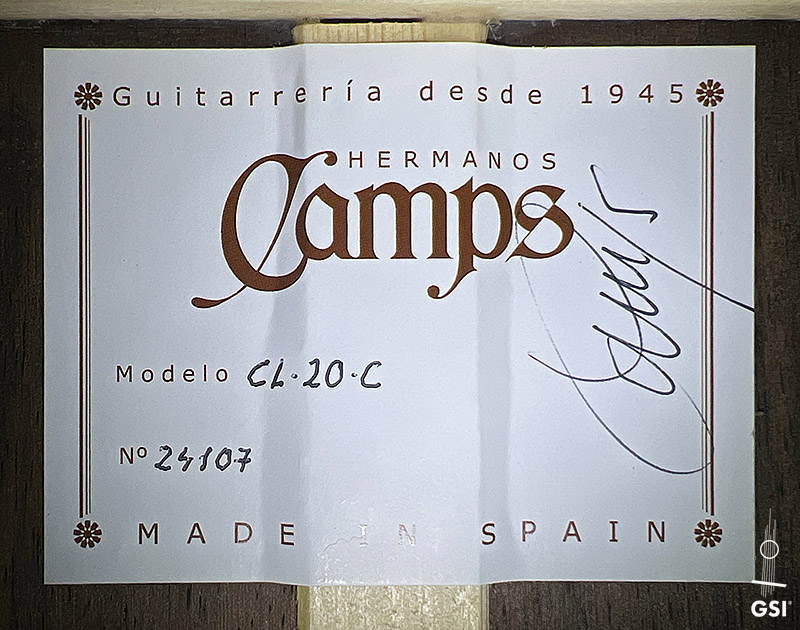 Guitarrería desde 1945
HERMANOS
Camps
Modelo CL·20·C
Nº 24107
MADE IN SPAIN
GSI